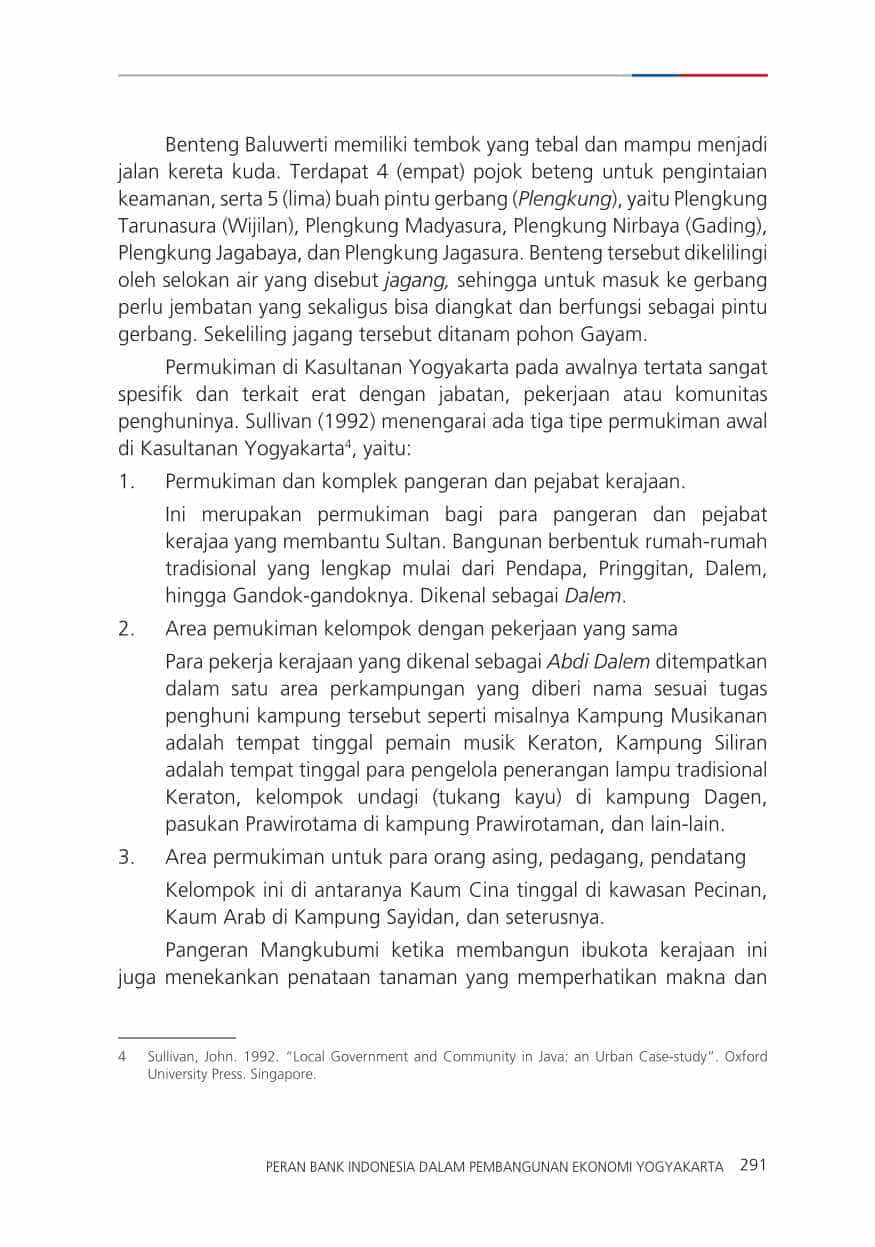 Benteng Baluwerti memiliki tembok yang tebal dan mampu menjadi
jalan kereta kuda. Terdapat 4 (empat) pojok beteng untuk pengintaian
keamanan, serta 5 (lima) buah pintu gerbang (Plengkung), yaitu Plengkung
Tarunasura (Wijilan), Plengkung Madyasura, Plengkung Nirbaya (Gading),
Plengkung Jagabaya, dan Plengkung Jagasura. Benteng tersebut dikelilingi
oleh selokan air yang disebut jagang, sehingga untuk masuk ke gerbang
perlu jembatan yang sekaligus bisa diangkat dan berfungsi sebagai pintu
gerbang. Sekeliling jagang tersebut ditanam pohon Gayam.
Permukiman di Kasultanan Yogyakarta pada awalnya tertata sangat
spesifik dan terkait erat dengan jabatan, pekerjaan atau komunitas
penghuninya. Sullivan (1992) menengarai ada tiga tipe permukiman awal
di Kasultanan Yogyakarta⁴, yaitu:
1. Permukiman dan komplek pangeran dan pejabat kerajaan.
Ini merupakan permukiman bagi para pangeran dan pejabat
kerajaa yang membantu Sultan. Bangunan berbentuk rumah-rumah
tradisional yang lengkap mulai dari Pendapa, Pringgitan, Dalem,
hingga Gandok-gandoknya. Dikenal sebagai Dalem.
2. Area pemukiman kelompok dengan pekerjaan yang sama
Para pekerja kerajaan yang dikenal sebagai Abdi Dalem ditempatkan
dalam satu area perkampungan yang diberi nama sesuai tugas
penghuni kampung tersebut seperti misalnya Kampung Musikanan
adalah tempat tinggal pemain musik Keraton, Kampung Siliran
adalah tempat tinggal para pengelola penerangan lampu tradisional
Keraton, kelompok undagi (tukang kayu) di kampung Dagen,
pasukan Prawirotama di kampung Prawirotaman, dan lain-lain.
3. Area permukiman untuk para orang asing, pedagang, pendatang
Kelompok ini di antaranya Kaum Cina tinggal di kawasan Pecinan,
Kaum Arab di Kampung Sayidan, dan seterusnya.
Pangeran Mangkubumi ketika membangun ibukota kerajaan ini
juga menekankan penataan tanaman yang memperhatikan makna dan
4 Sullivan, John. 1992. “Local Government and Community in Java: an Urban Case-study”. Oxford
University Press. Singapore.
PERAN BANK INDONESIA DALAM PEMBANGUNAN EKONOMI YOGYAKARTA 291